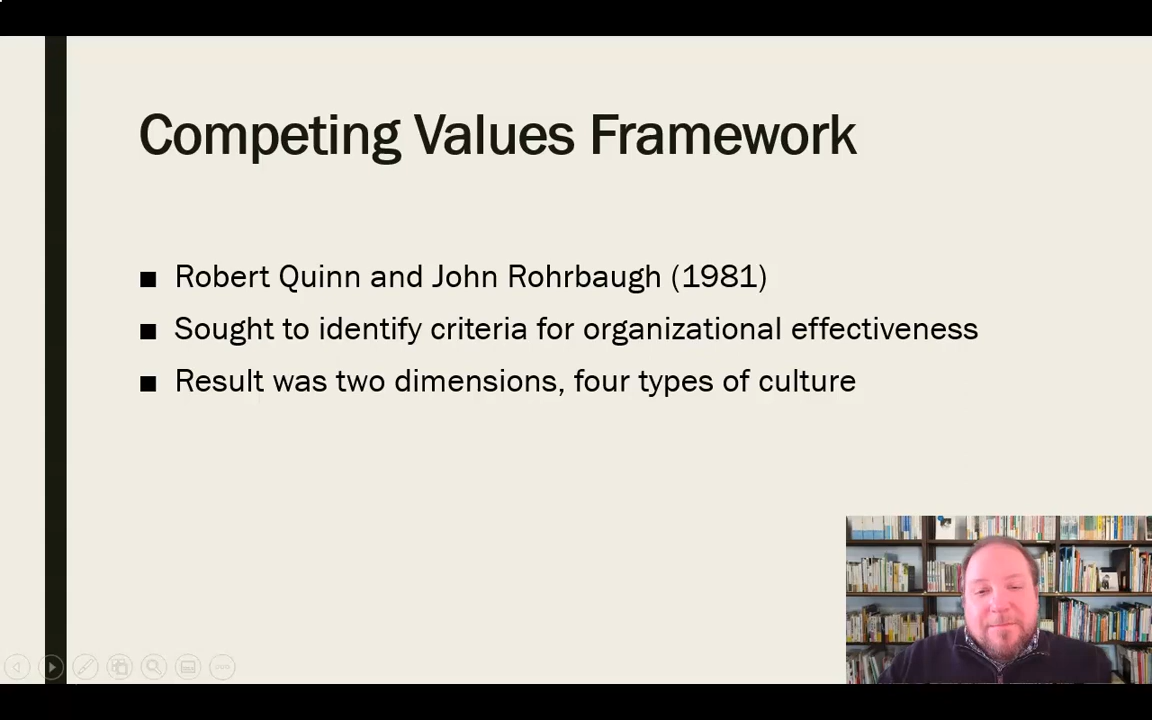 Competing Values Framework
■ Robert Quinn and John Rohrbaugh (1981)
■ Sought to identify criteria for organizational effectiveness
■ Result was two dimensions, four types of culture